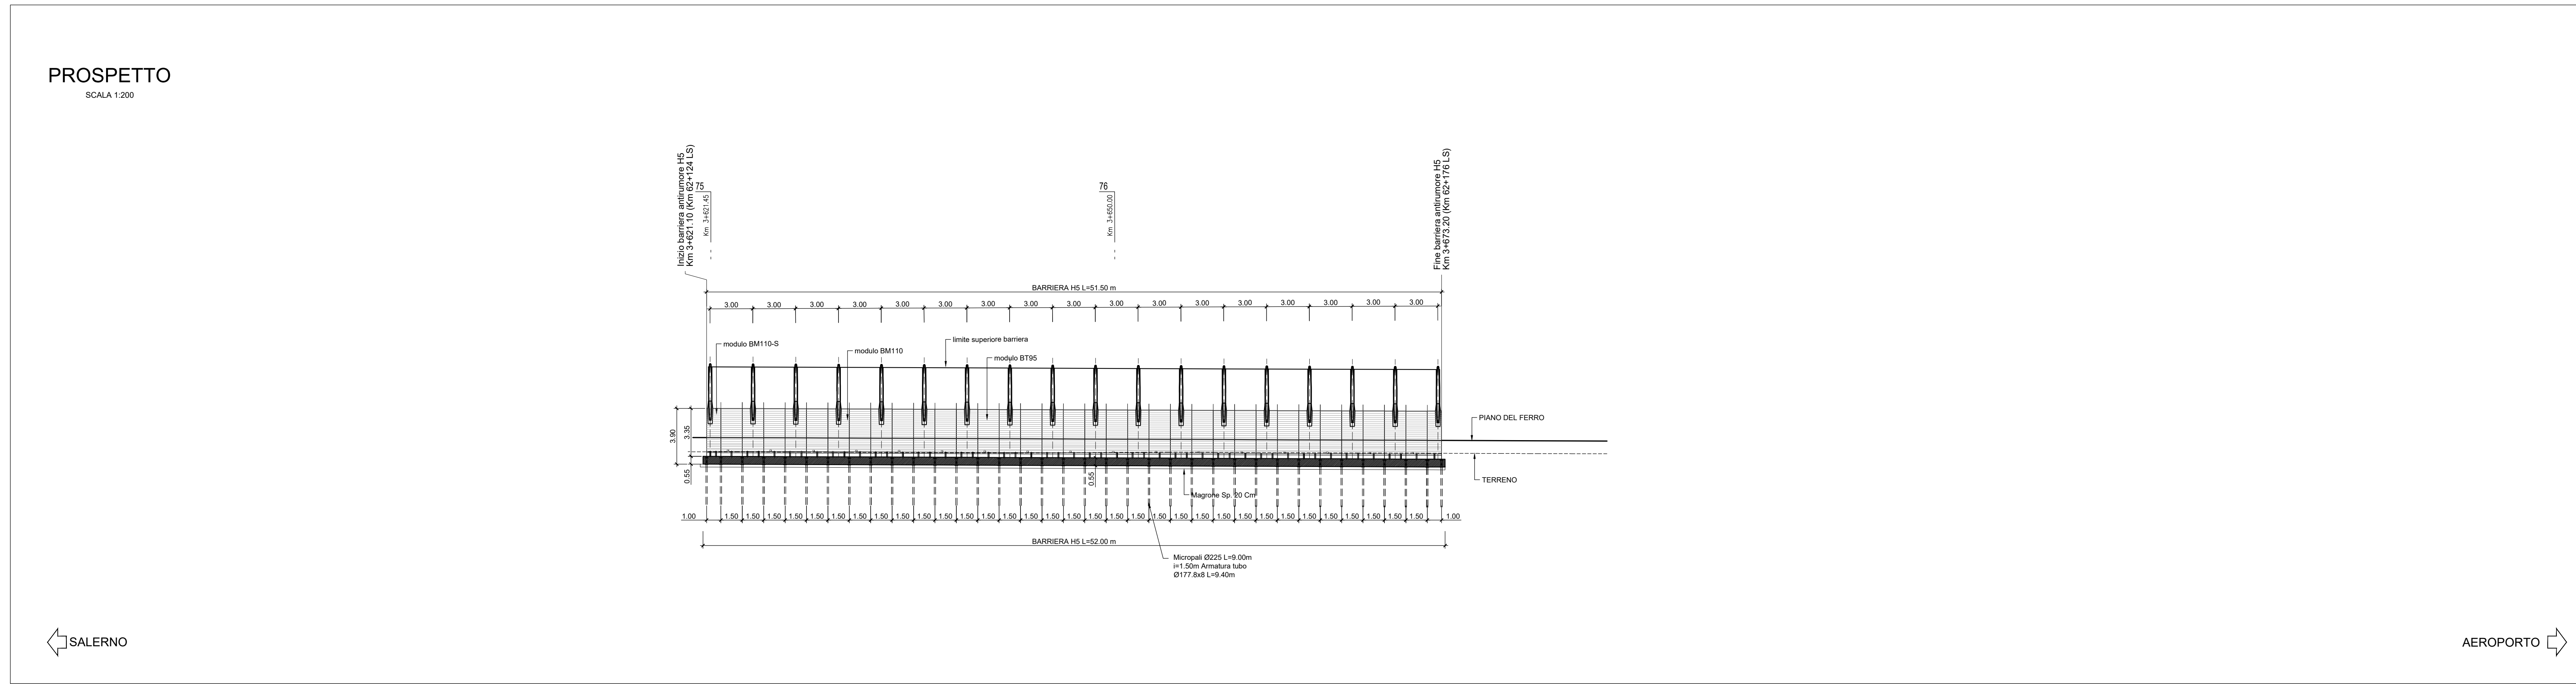 PROSPETTO
SCALA 1:200
Inizio barriera antirumore H5
Km 3+621.10 (Km 62+124 LS)
75
Km 3+621.45
76
Km 3+650.00
Fine barriera antirumore H5
Km 3+673.20 (Km 62+176 LS)
BARRIERA H5 L=51.50 m
3.00 3.00 3.00 3.00 3.00 3.00 3.00 3.00 3.00 3.00 3.00 3.00 3.00 3.00 3.00 3.00 3.00
modulo BM110-S
modulo BM110
limite superiore barriera
modulo BT95
PIANO DEL FERRO
3.90
3.35
0.55
0.55
TERRENO
Magrone Sp. 20 Cm
1.00 1.50 1.50 1.50 1.50 1.50 1.50 1.50 1.50 1.50 1.50 1.50 1.50 1.50 1.50 1.50 1.50 1.50 1.50 1.50 1.50 1.50 1.50 1.50 1.50 1.50 1.50 1.50 1.50 1.50 1.50 1.50 1.50 1.50 1.00
BARRIERA H5 L=52.00 m
Micropali Ø225 L=9.00m
i=1.50m Armatura tubo
Ø177.8x8 L=9.40m
SALERNO
AEROPORTO